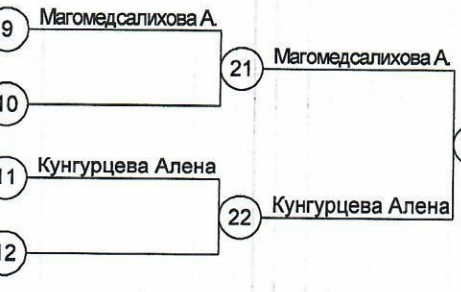 9 Магомедсалихова А.
21 Магомедсалихова А.
10
11 Кунгурцева Алена
22 Кунгурцева Алена
12